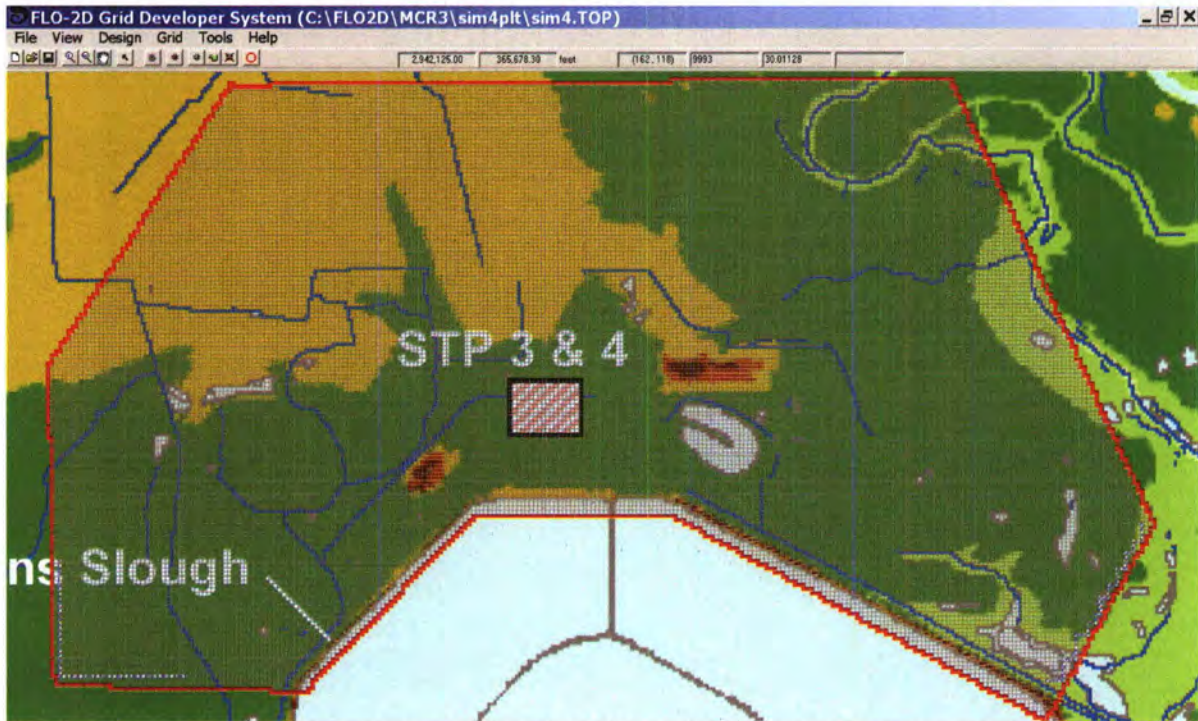 FLO-2D Grid Developer System (C:\FLO2D\MCR3\sim4plt\sim4.TOP)
File View Design Grid Tools Help
2,942,125.00 365,678.30 feet (162, 118) 9993 30.01128
STP 3 & 4
ns Slough